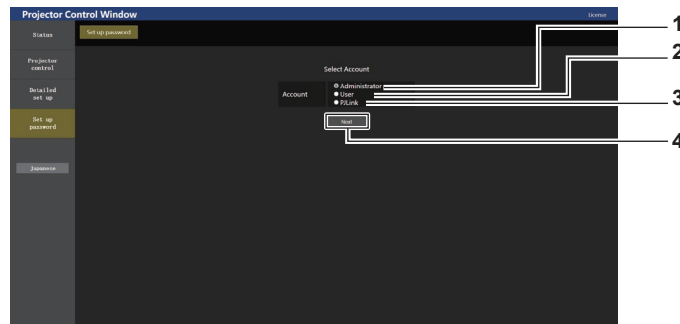 Projector Control Window
License
Status
Set up password
Projector
control
Detailed
set up
Set up
password
Japanese
Select Account
Account
Administrator
User
PJLink
Next
1
2
3
4